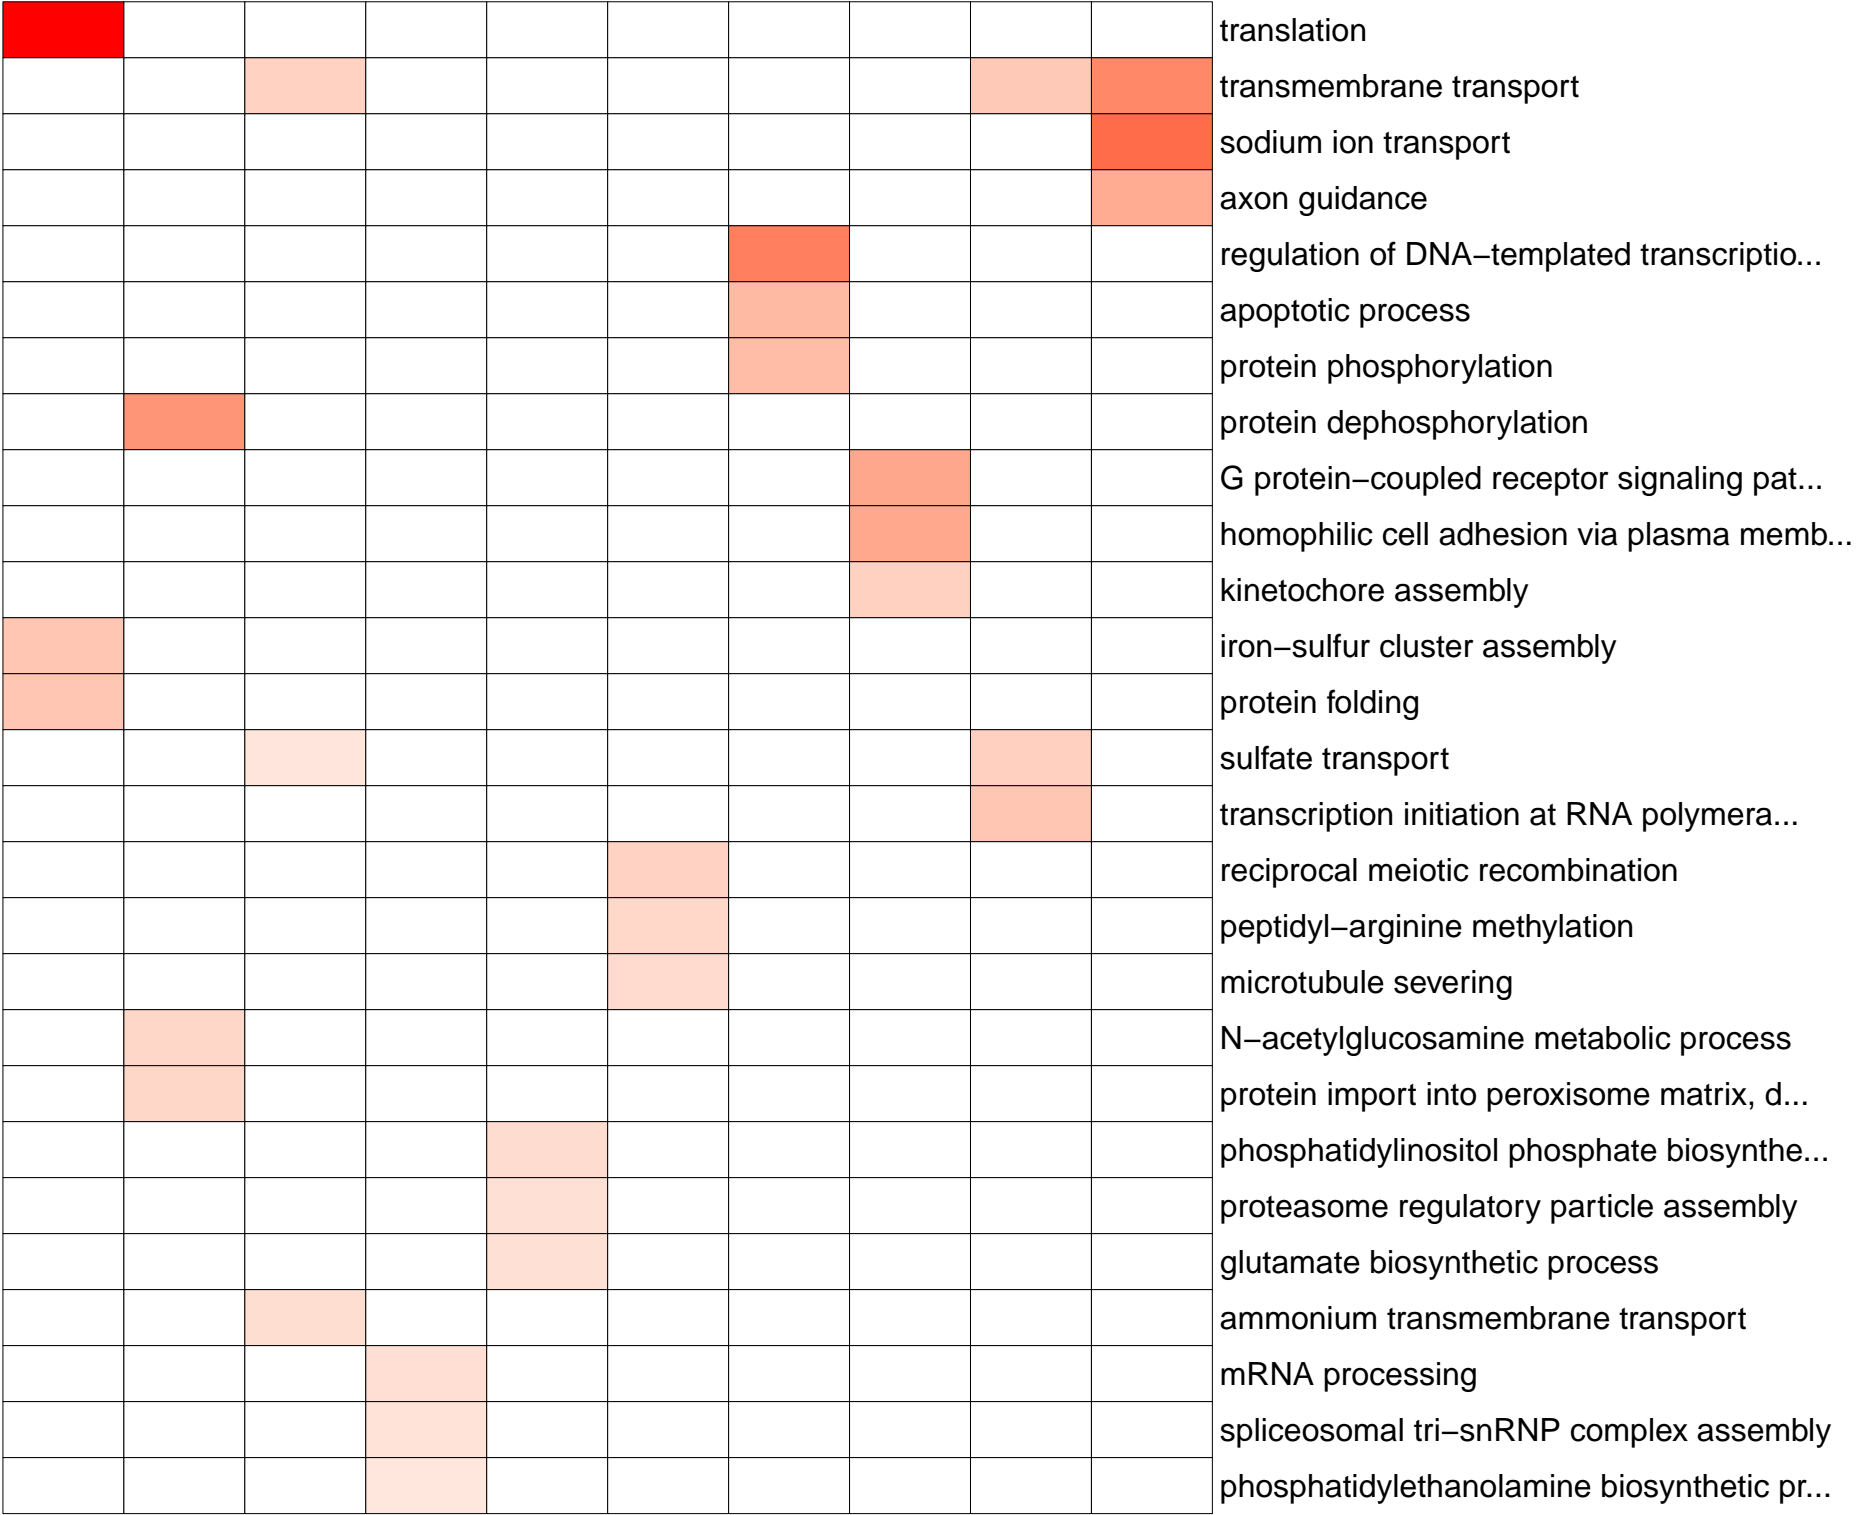 translation
transmembrane transport
sodium ion transport
axon guidance
regulation of DNA−templated transcriptio...
apoptotic process
protein phosphorylation
protein dephosphorylation
G protein−coupled receptor signaling pat...
homophilic cell adhesion via plasma memb...
kinetochore assembly
iron−sulfur cluster assembly
protein folding
sulfate transport
transcription initiation at RNA polymera...
reciprocal meiotic recombination
peptidyl−arginine methylation
microtubule severing
N−acetylglucosamine metabolic process
protein import into peroxisome matrix, d...
phosphatidylinositol phosphate biosynthe...
proteasome regulatory particle assembly
glutamate biosynthetic process
ammonium transmembrane transport
mRNA processing
spliceosomal tri−snRNP complex assembly
phosphatidylethanolamine biosynthetic pr...